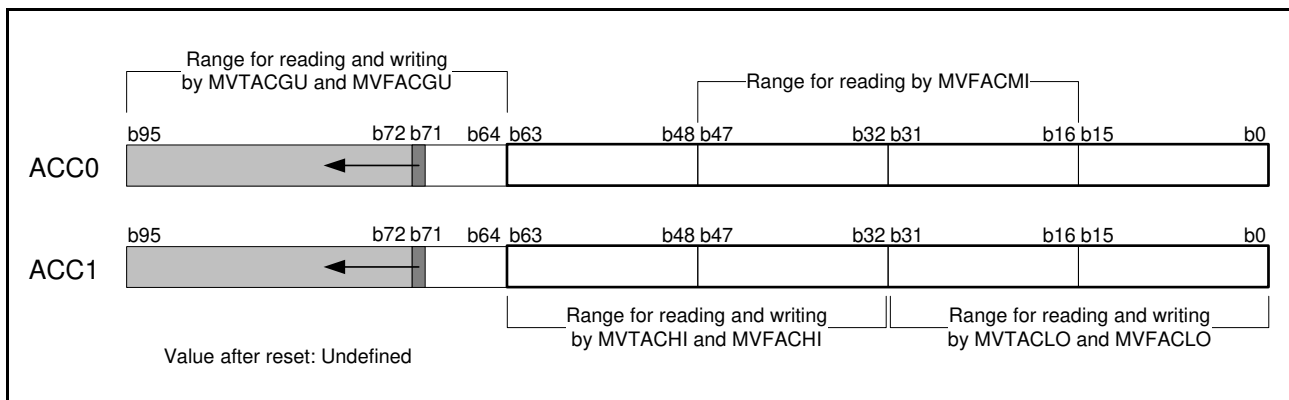 Range for reading and writing
by MVTACGU and MVFACGU
Range for reading by MVFACMI
b95 b72 b71 b64 b63 b48 b47 b32 b31 b16 b15 b0
ACC0
b95 b72 b71 b64 b63 b48 b47 b32 b31 b16 b15 b0
ACC1
Range for reading and writing
by MVTACHI and MVFACHI
Range for reading and writing
by MVTACLO and MVFACLO
Value after reset: Undefined